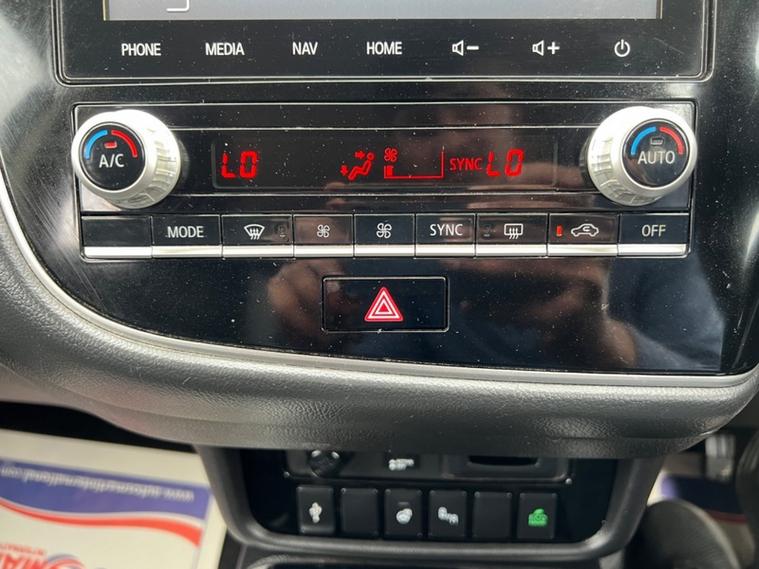 PHONE MEDIA NAV HOME
A/C LO SYNC LO AUTO
MODE SYNC OFF